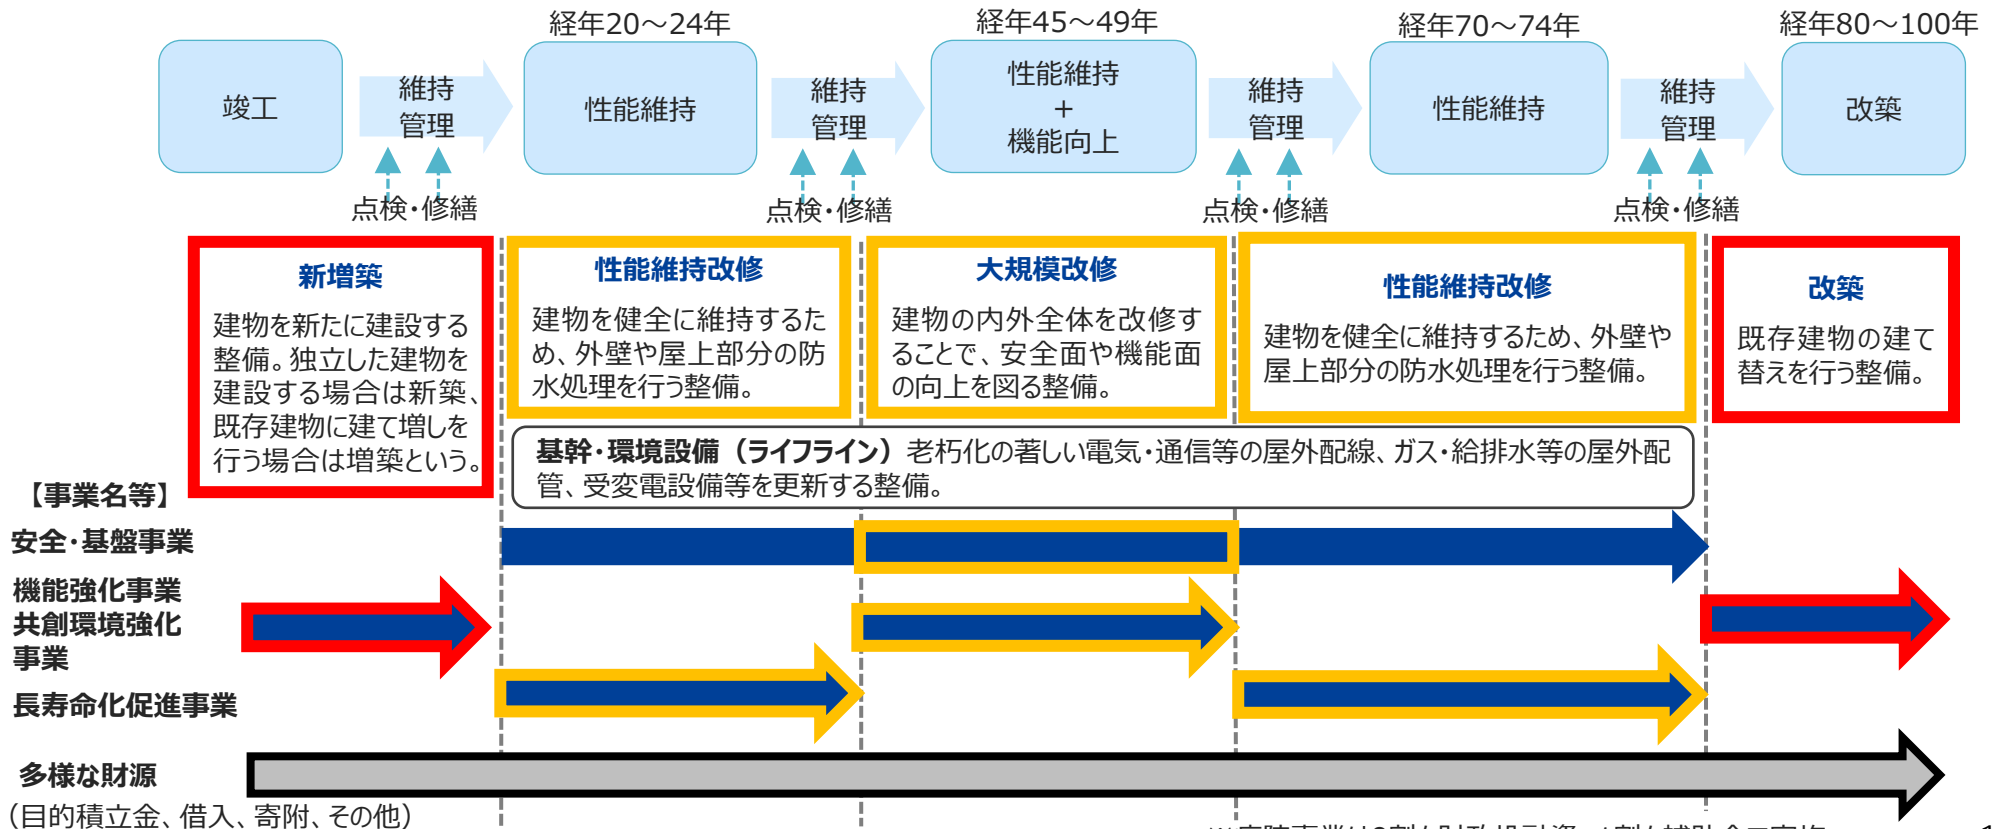 経年20～24年
経年45～49年
経年70～74年
経年80～100年
竣工
維持
管理
性能維持
維持
管理
性能維持
+
機能向上
維持
管理
性能維持
維持
管理
改築
点検・修繕
点検・修繕
点検・修繕
点検・修繕
新増築
建物を新たに建設する
整備。独立した建物を
建設する場合は新築、
既存建物に建て増しを
行う場合は増築という。
性能維持改修
建物を健全に維持するた
め、外壁や屋上部分の防
水処理を行う整備。
大規模改修
建物の内外全体を改修す
ることで、安全面や機能面
の向上を図る整備。
性能維持改修
建物を健全に維持するため、外壁や
屋上部分の防水処理を行う整備。
改築
既存建物の建て
替えを行う整備。
基幹・環境設備（ライフライン）老朽化の著しい電気・通信等の屋外配線、ガス・給排水等の屋外配
管、受変電設備等を更新する整備。
【事業名等】
安全・基盤事業
機能強化事業
共創環境強化
事業
長寿命化促進事業
多様な財源
（目的積立金、借入、寄附、その他）